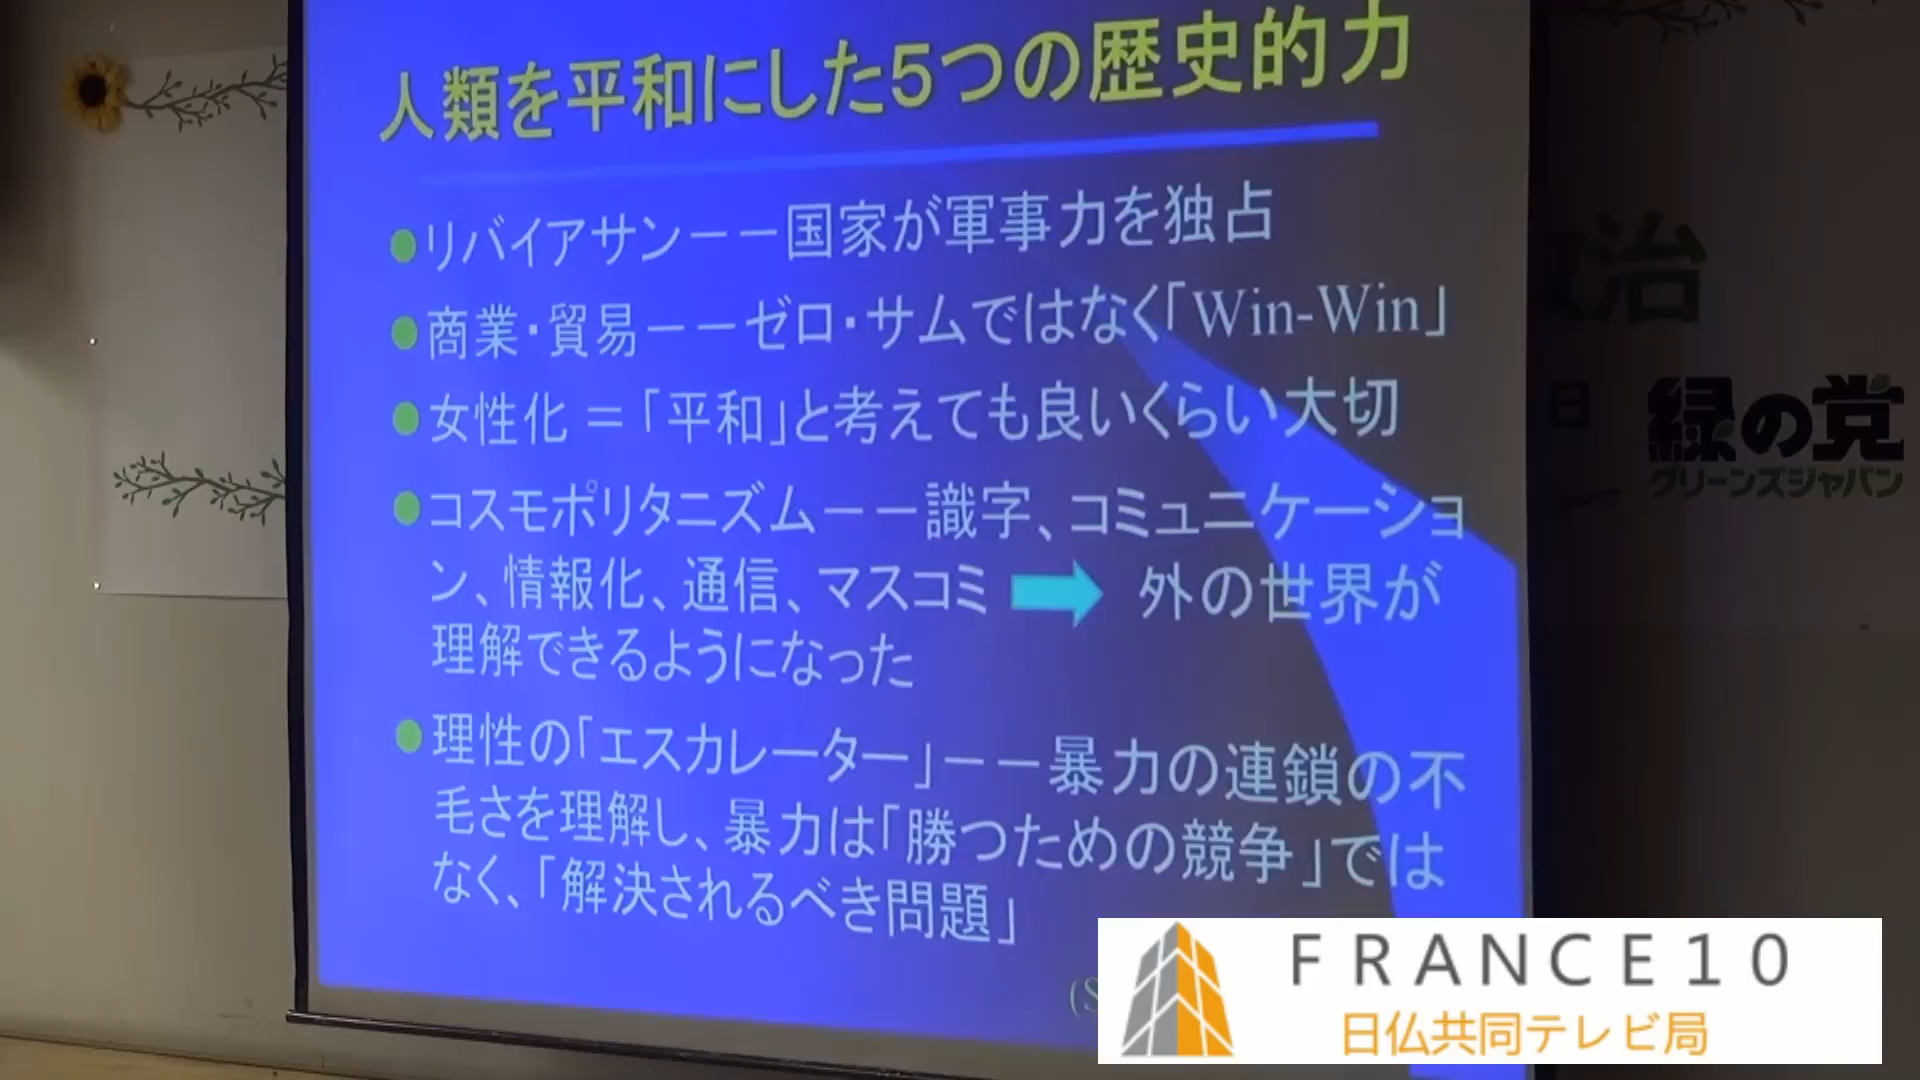 人類を平和にした5つの歴史的力
リバイアサンーー国家が軍事力を独占
商業・貿易ーーゼロ・サムではなく「Win-Win」
女性化 =「平和」と考えても良いくらい大切
コスモポリタニズムーー識字、コミュニケーショ
ン、情報化、通信、マスコミ 外の世界が
理解できるようになった
理性の「エスカレーター」ーー暴力の連鎖の不
毛さを理解し、暴力は「勝つための競争」では
なく、「解決されるべき問題」
(S
治
日
緑の党
グリーンズジャパン
FRANCE10
日仏共同テレビ局